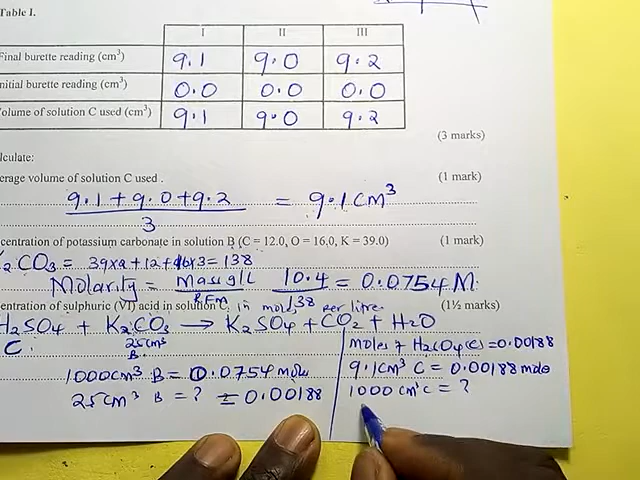 Table I.
I II III
Final burette reading (cm³) 9.1 9.0 9.2
Initial burette reading (cm³) 0.0 0.0 0.0
Volume of solution C used (cm³) 9.1 9.0 9.2
(3 marks)
lculate:
erage volume of solution C used . (1 mark)
9.1 + 9.0 + 9.2 = 9.1 cm³
3
centration of potassium carbonate in solution B (C = 12.0, O = 16.0, K = 39.0) (1 mark)
K₂CO₃ = 39x2 + 12 + 16x3 = 138
Molarity = Mass g/L 10.4 = 0.0754 M
RFM 138
centration of sulphuric (VI) acid in solution C. in moles per litre (1½ marks)
H₂SO₄ + K₂CO₃ → K₂SO₄ + CO₂ + H₂O
C. 25cm³
B.
1000cm³ B = 0.0754 moles
25cm³ B = ? = 0.00188
moles of H₂SO₄ (C) = 0.00188
9.1cm³ C = 0.00188 mole
1000 cm³ C = ?